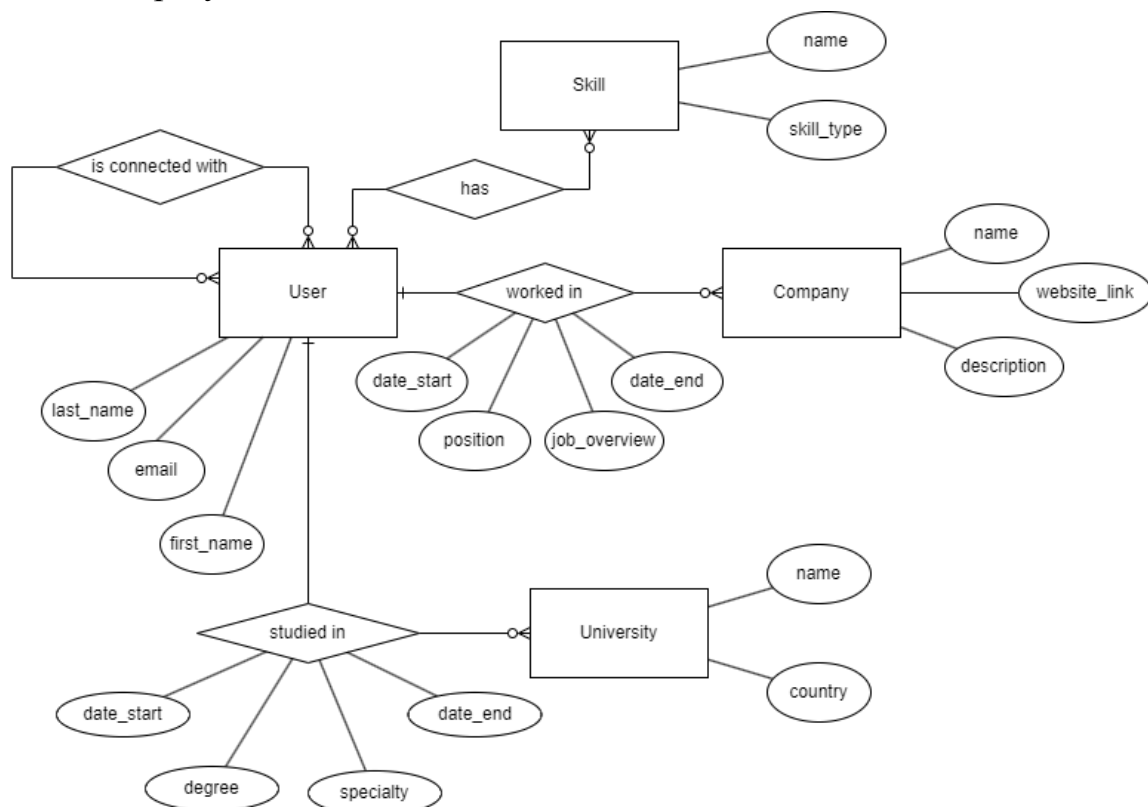 name
Skill
skill_type
is connected with
has
name
User
worked in
Company
website_link
date_start
date_end
description
last_name
position
job_overview
email
first_name
name
studied in
University
country
date_start
date_end
degree
specialty